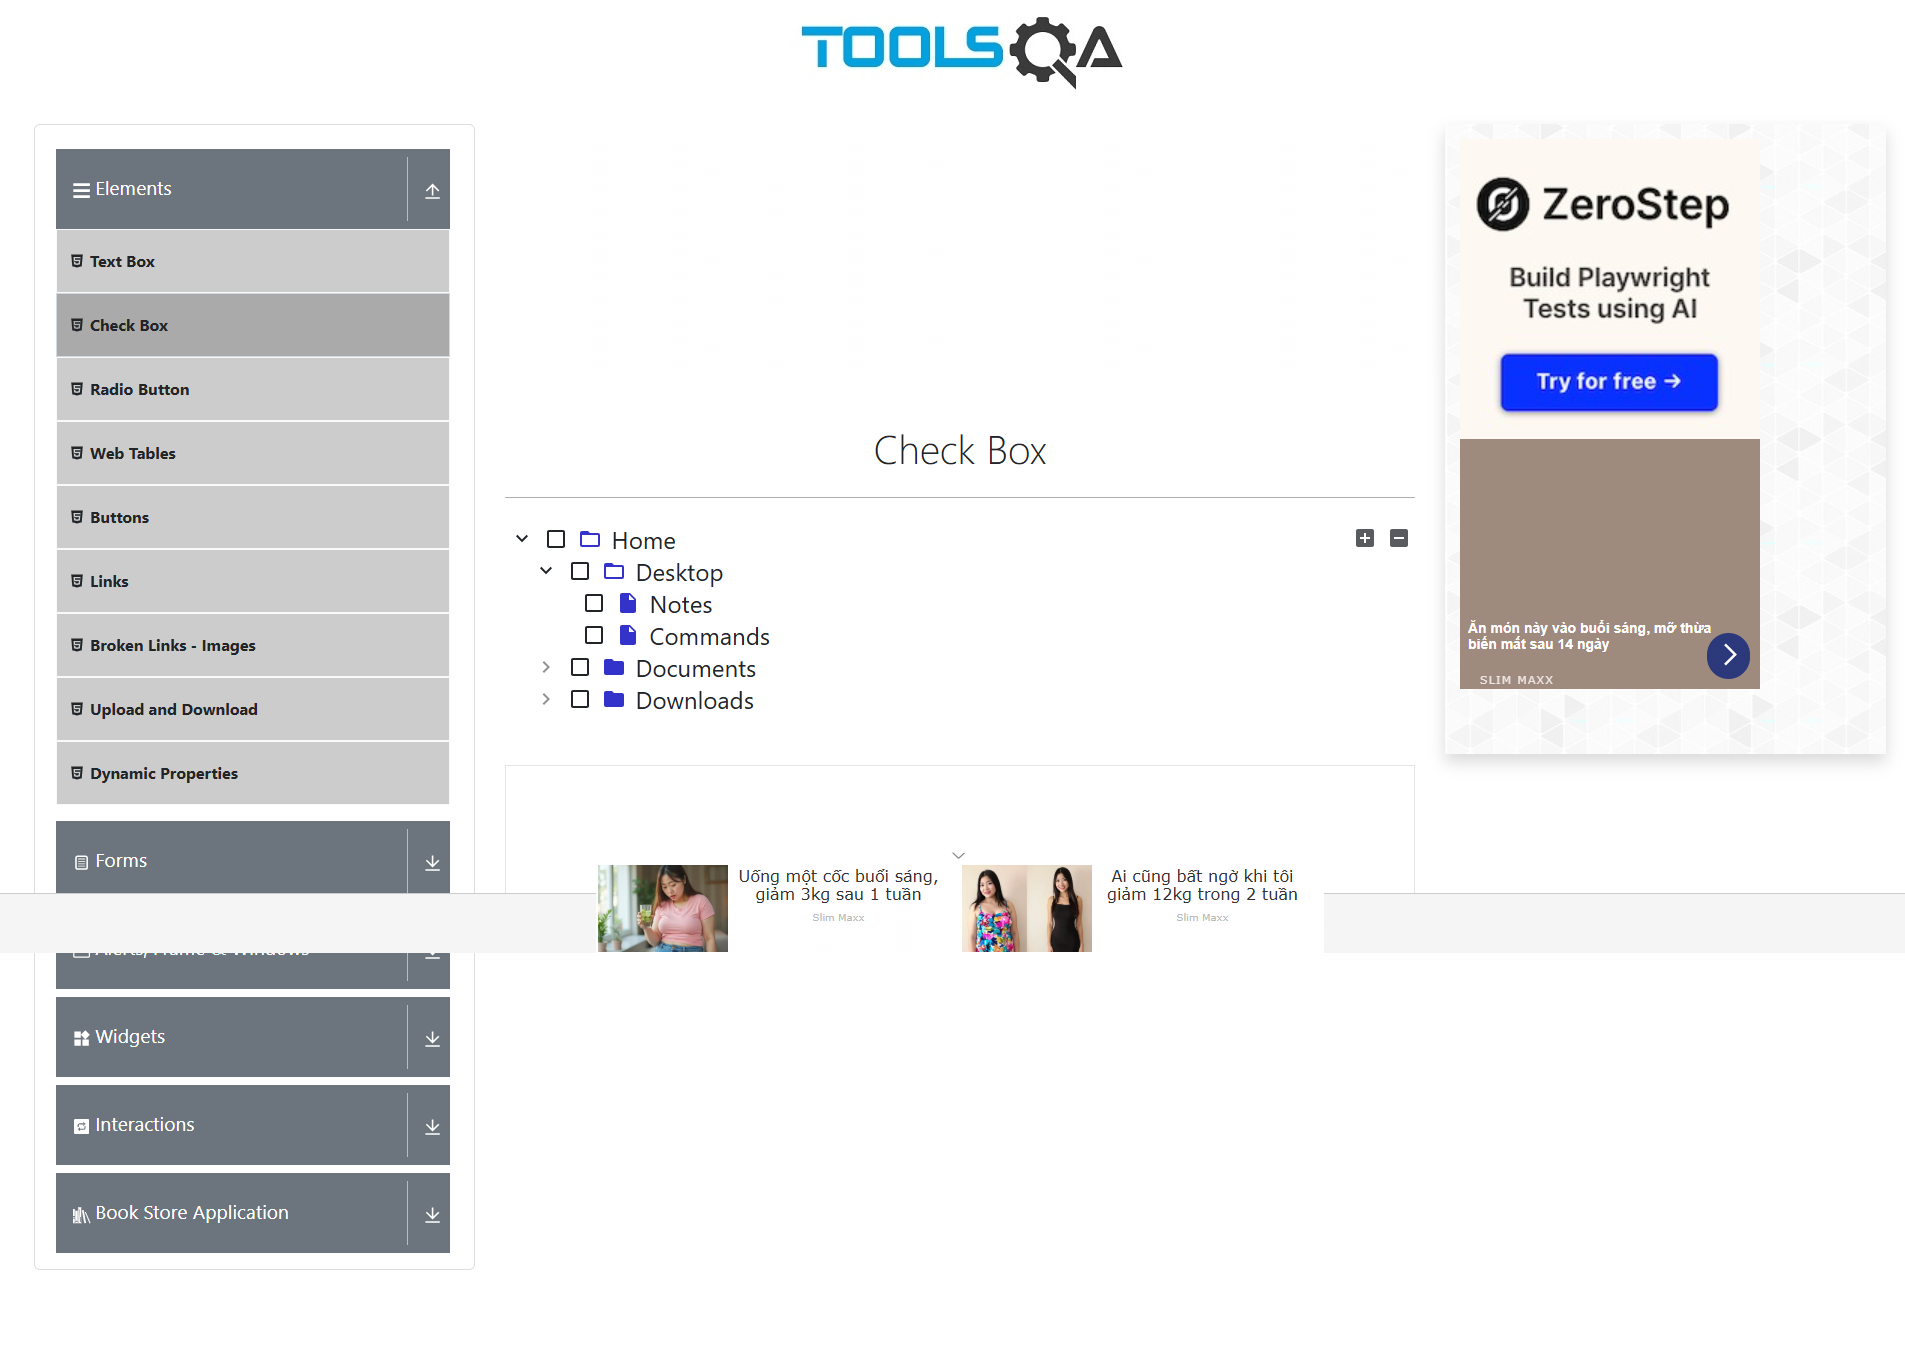 TOOLSQA
Elements
Text Box
Check Box
Radio Button
Web Tables
Buttons
Links
Broken Links - Images
Upload and Download
Dynamic Properties
Forms
Alerts, Frame & Windows
Widgets
Interactions
Book Store Application
Check Box
Home
Desktop
Notes
Commands
Documents
Downloads
Uống một cốc buổi sáng,
giảm 3kg sau 1 tuần
Slim Maxx
Ai cũng bất ngờ khi tôi
giảm 12kg trong 2 tuần
Slim Maxx
ZeroStep
Build Playwright
Tests using AI
Try for free →
Ăn món này vào buổi sáng, mỡ thừa
biến mất sau 14 ngày
SLIM MAXX